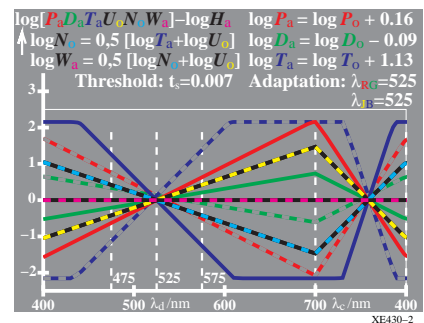 log[PₐDₐTₐUₒNₒWₐ]–logHₐ logPₐ = logPₒ + 0.16
logNₒ = 0,5 [logTₐ+logUₒ] logDₐ = logDₒ – 0.09
logWₐ = 0,5 [logNₒ+logUₒ] logTₐ = logTₒ + 1.13
Threshold: tₛ=0.007 Adaptation: λRG=525
λJB=525
3
2
1
0
−1
−2
475 525 575
400 500 λd/nm 600 700 λc/nm 400
XE430–2